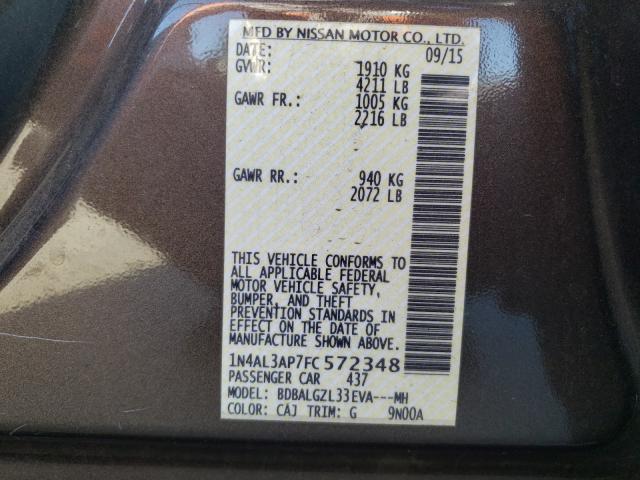 MFD BY NISSAN MOTOR CO., LTD.
DATE: 09/15
GVWR: 1910 KG
4211 LB
GAWR FR.: 1005 KG
2216 LB
GAWR RR.: 940 KG
2072 LB
THIS VEHICLE CONFORMS TO
ALL APPLICABLE FEDERAL
MOTOR VEHICLE SAFETY,
BUMPER, AND THEFT
PREVENTION STANDARDS IN
EFFECT ON THE DATE OF
MANUFACTURE SHOWN ABOVE.
1N4AL3AP7FC572348
PASSENGER CAR 437
MODEL: BDBALGZL33EVA---MH
COLOR: CAJ TRIM: G 9N00A